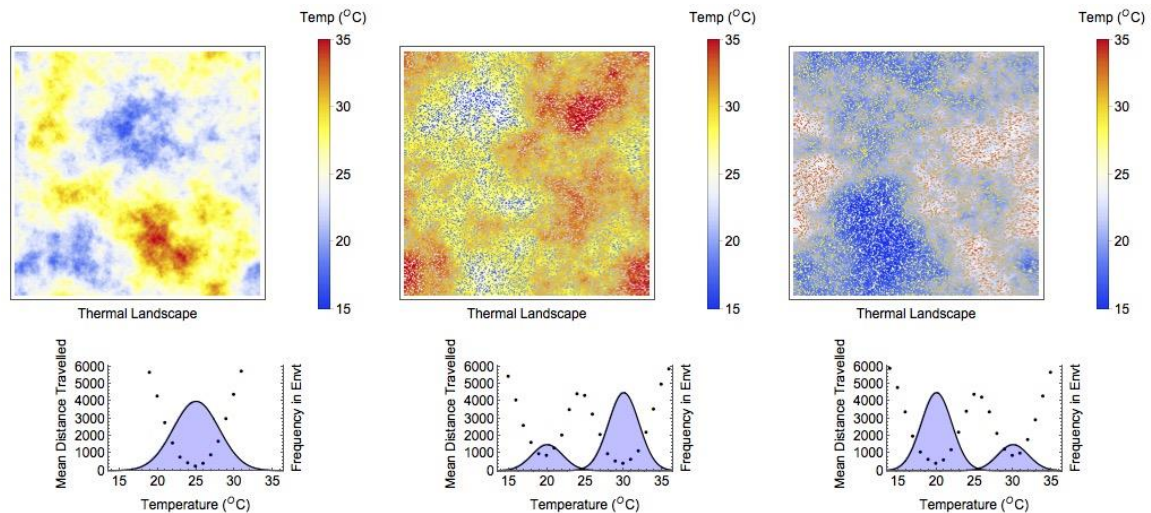 Temp (°C)
Temp (°C)
Temp (°C)
35
30
25
20
15
35
30
25
20
15
35
30
25
20
15
Thermal Landscape
Thermal Landscape
Thermal Landscape
Mean Distance Travelled
6000
5000
4000
3000
2000
1000
0
15 20 25 30 35
Temperature (°C)
Frequency in Envt
Mean Distance Travelled
6000
5000
4000
3000
2000
1000
0
15 20 25 30 35
Temperature (°C)
Frequency in Envt
Mean Distance Travelled
6000
5000
4000
3000
2000
1000
0
15 20 25 30 35
Temperature (°C)
Frequency in Envt